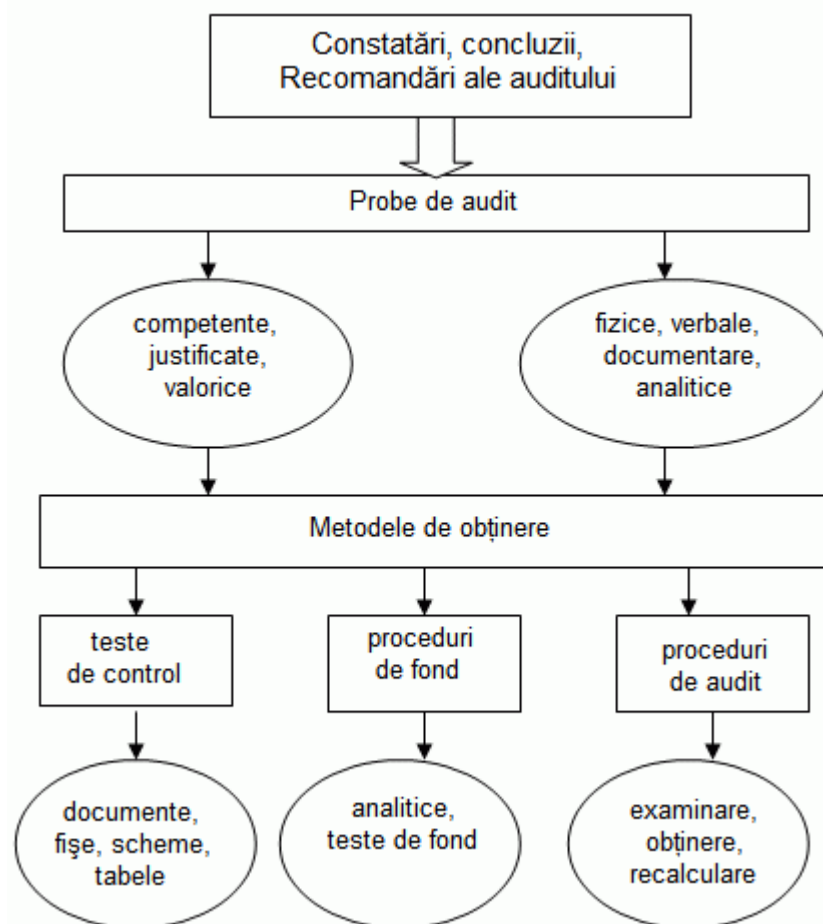 Constatări, concluzii,
Recomandări ale auditului
Probe de audit
competente,
justificate,
valorice
fizice, verbale,
documentare,
analitice
Metodele de obținere
teste
de control
proceduri
de fond
proceduri
de audit
documente,
fişe, scheme,
tabele
analitice,
teste de fond
examinare,
obținere,
recalculare